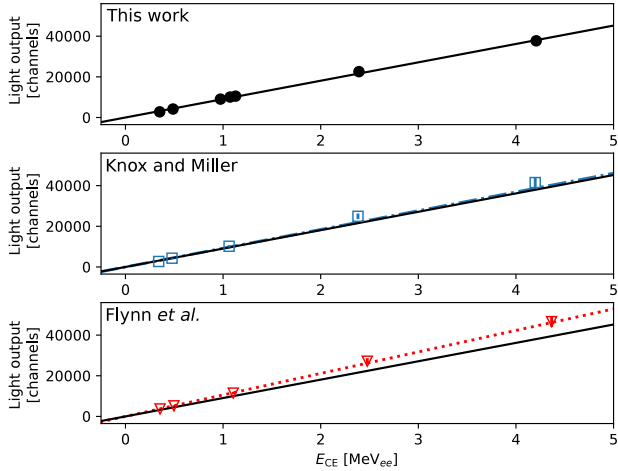 This work
Light output
[channels]
40000
20000
0
0 1 2 3 4 5
Knox and Miller
Light output
[channels]
40000
20000
0
0 1 2 3 4 5
Flynn et al.
Light output
[channels]
40000
20000
0
0 1 2 3 4 5
E_CE [MeV_ee]